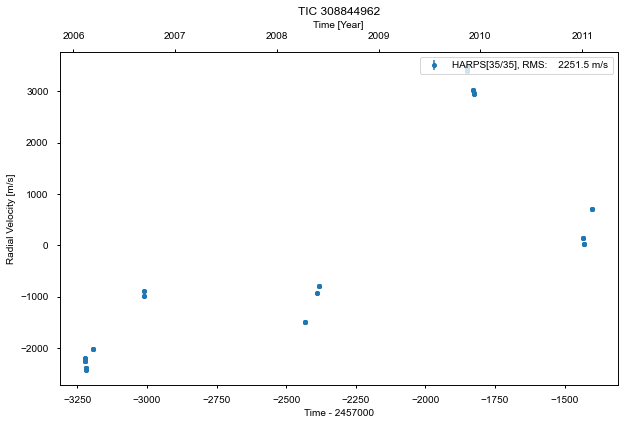 TIC 308844962
Time [Year]
2006 2007 2008 2009 2010 2011
HARPS[35/35], RMS: 2251.5 m/s
Radial Velocity [m/s]
3000
2000
1000
0
−1000
−2000
−3250 −3000 −2750 −2500 −2250 −2000 −1750 −1500
Time - 2457000